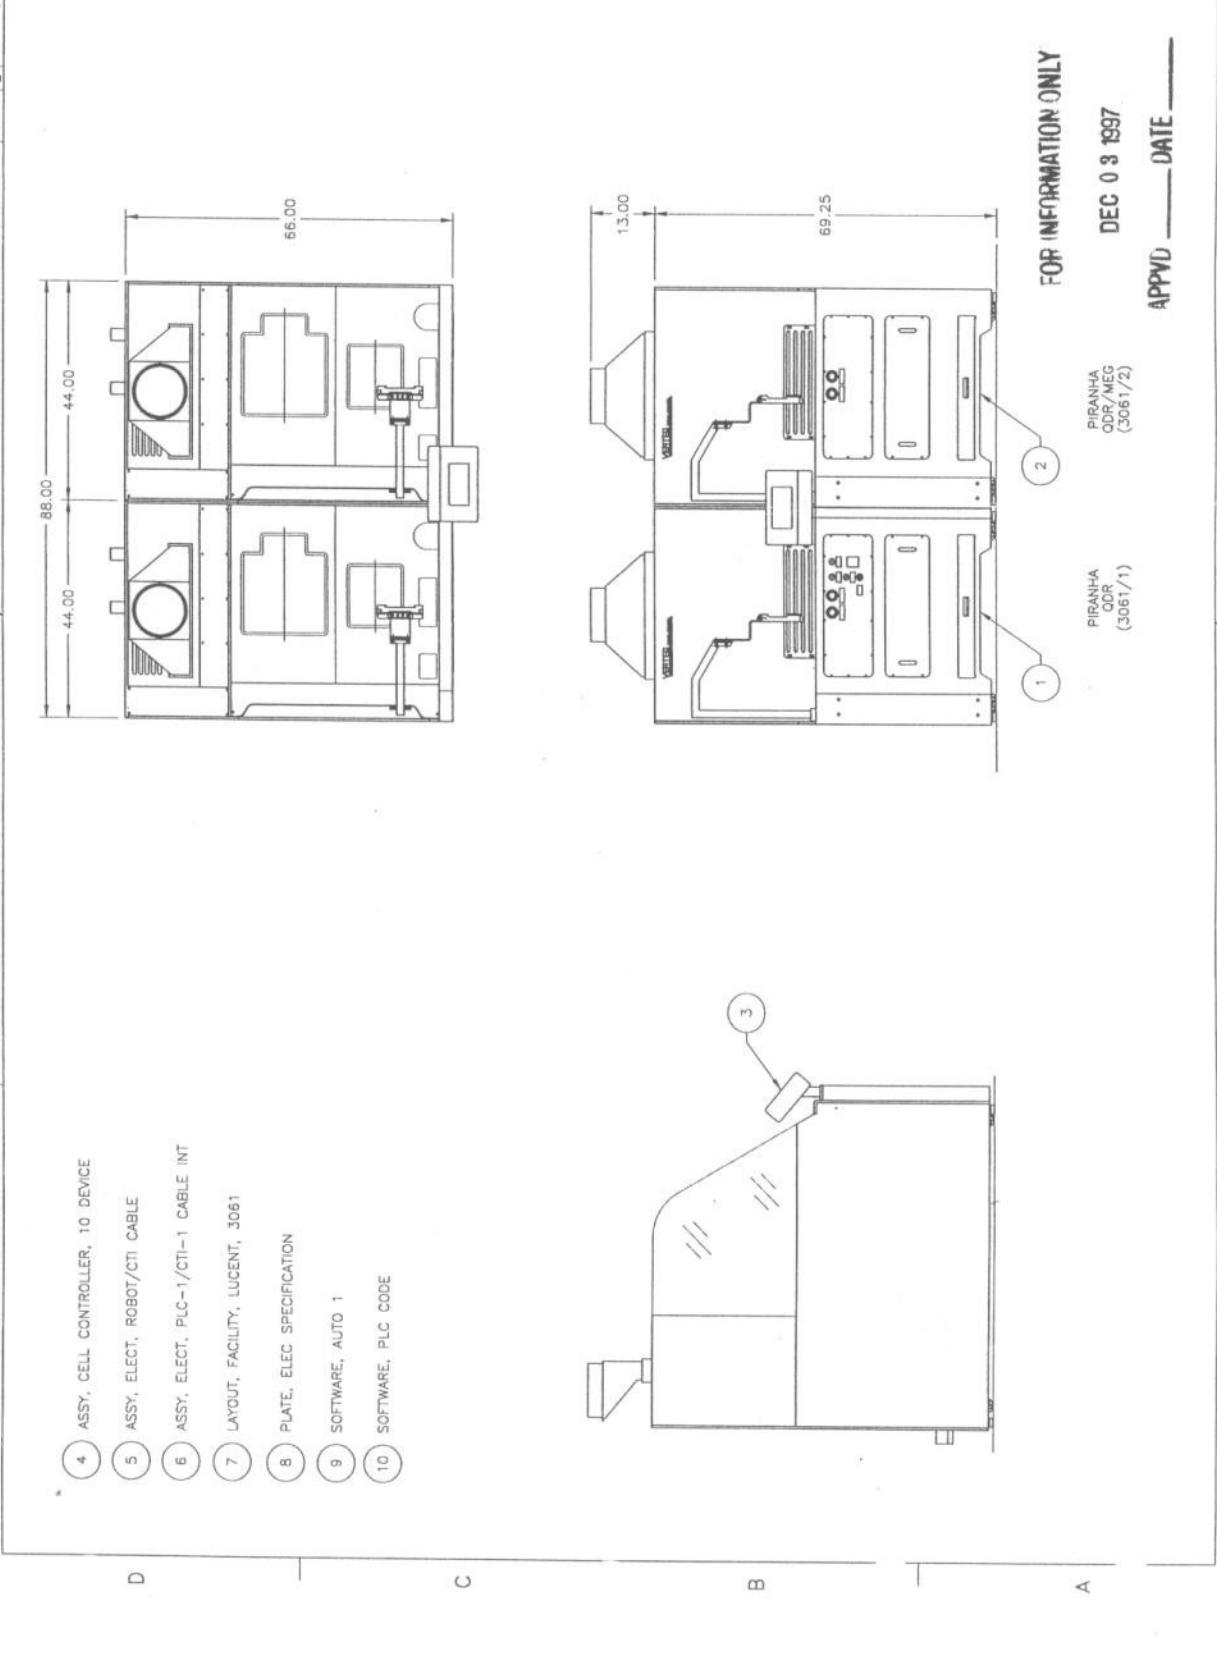 4 ASSY, CELL CONTROLLER, 10 DEVICE
5 ASSY, ELECT, ROBOT/CTI CABLE
6 ASSY, ELECT, PLC-1/CTI-1 CABLE INT
7 LAYOUT, FACILITY, LUCENT, 3061
8 PLATE, ELEC SPECIFICATION
9 SOFTWARE, AUTO 1
10 SOFTWARE, PLC CODE
88.00
44.00
44.00
66.00
13.00
69.25
3
1
2
PIRANHA
QDR
(3061/1)
PIRANHA
QDR/MEG
(3061/2)
FOR INFORMATION ONLY
DEC 03 1997
APPVD DATE
D
C
B
A